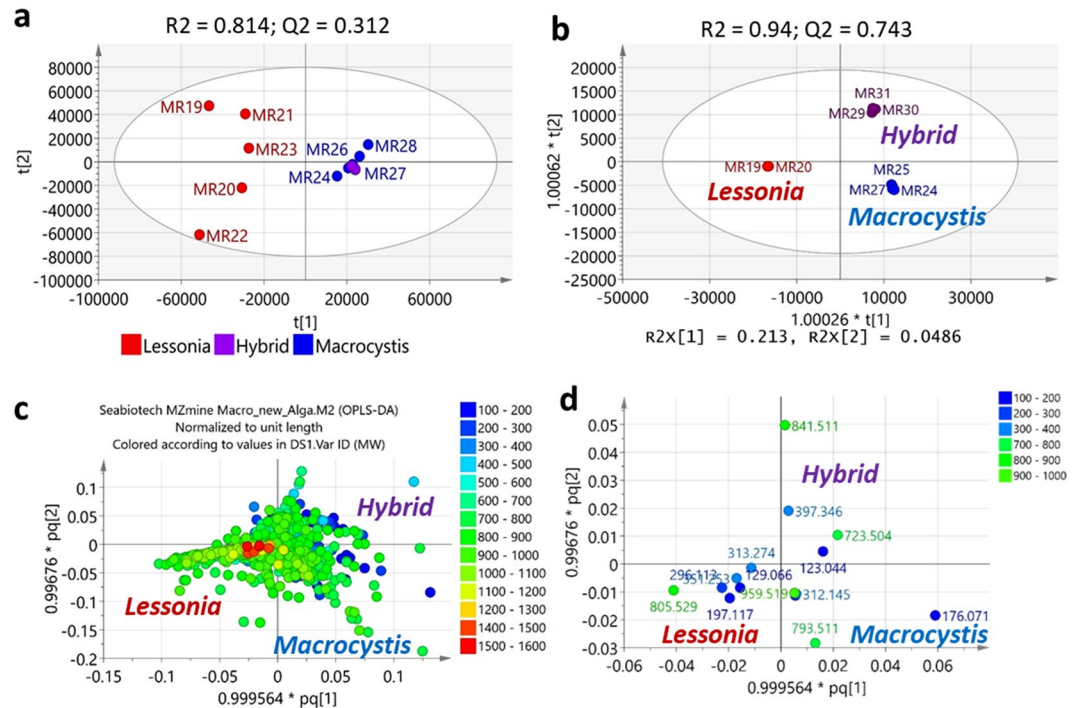 a
R2 = 0.814; Q2 = 0.312
80000
60000
40000
20000
0
-20000
-40000
-60000
-80000
-100000
t[2]
MR19
MR21
MR23
MR20
MR22
MR26
MR28
MR24
MR27
-100000 -60000 -20000 20000 60000
t[1]
Lessonia Hybrid Macrocystis
b
R2 = 0.94; Q2 = 0.743
20000
15000
10000
5000
0
-5000
-10000
-15000
-20000
-25000
1.00062 * t[2]
MR31
MR29 MR30
Hybrid
MR19 MR20
Lessonia
MR25
MR27 MR24
Macrocystis
-50000 -30000 -10000 10000 30000
1.00026 * t[1]
R2X[1] = 0.213, R2X[2] = 0.0486
c
Seabiotech MZmine Macro_new_Alga.M2 (OPLS-DA)
Normalized to unit length
Colored according to values in DS1.Var ID (MW)
0.1
0.05
0
-0.05
-0.1
-0.15
-0.2
0.99676 * pq[2]
Hybrid
Lessonia
Macrocystis
-0.15 -0.1 -0.05 0 0.05 0.1
0.999564 * pq[1]
100 - 200
200 - 300
300 - 400
400 - 500
500 - 600
600 - 700
700 - 800
800 - 900
900 - 1000
1000 - 1100
1100 - 1200
1200 - 1300
1400 - 1500
1500 - 1600
d
0.05
0.04
0.03
0.02
0.01
0
-0.01
-0.02
-0.03
0.99676 * pq[2]
841.511
Hybrid
397.346
723.504
123.044
313.274
296.113
351.253
129.066
959.519
312.145
805.529
197.117
176.071
Lessonia
793.511
Macrocystis
-0.06 -0.04 -0.02 0 0.02 0.04 0.06
0.999564 * pq[1]
100 - 200
200 - 300
300 - 400
700 - 800
800 - 900
900 - 1000